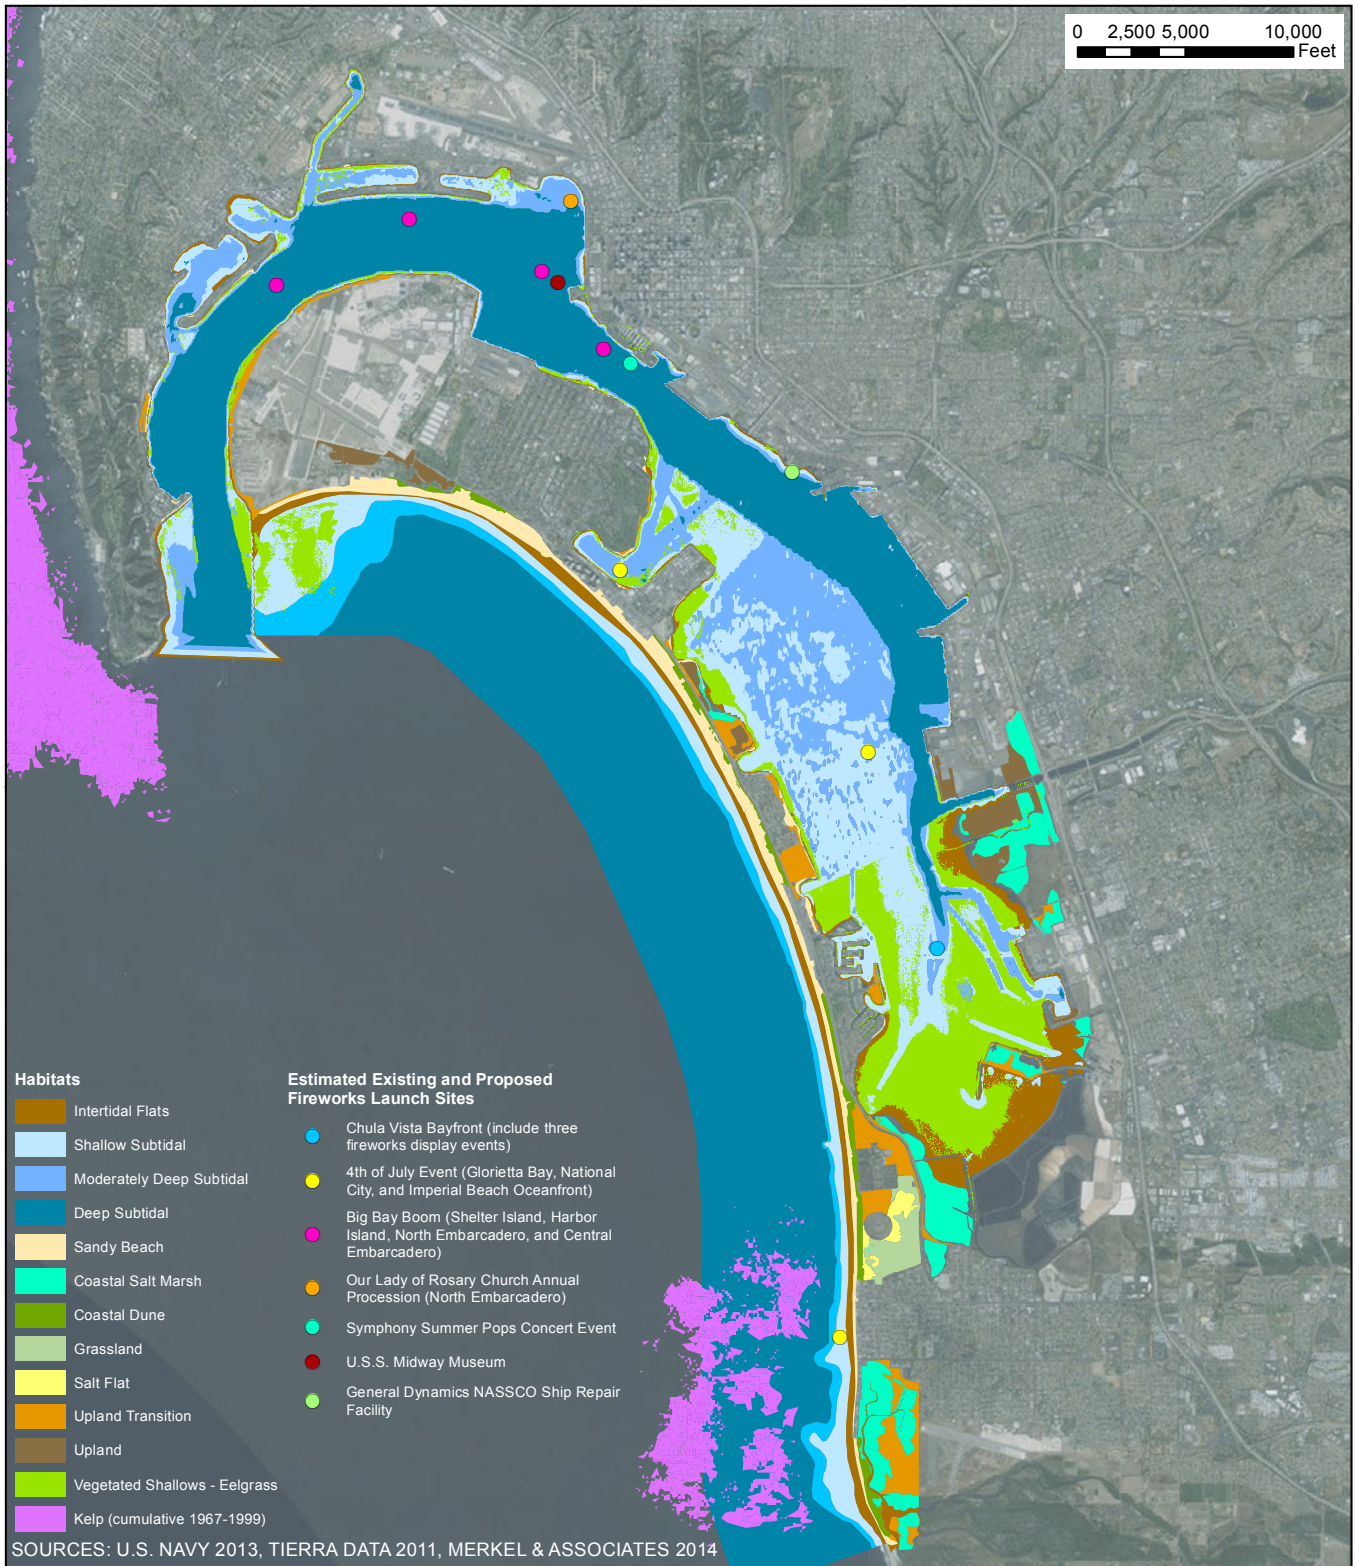 0 2,500 5,000 10,000
Feet
Habitats
Intertidal Flats
Shallow Subtidal
Moderately Deep Subtidal
Deep Subtidal
Sandy Beach
Coastal Salt Marsh
Coastal Dune
Grassland
Salt Flat
Upland Transition
Upland
Vegetated Shallows - Eelgrass
Kelp (cumulative 1967-1999)
Estimated Existing and Proposed
Fireworks Launch Sites
Chula Vista Bayfront (include three
fireworks display events)
4th of July Event (Glorietta Bay, National
City, and Imperial Beach Oceanfront)
Big Bay Boom (Shelter Island, Harbor
Island, North Embarcadero, and Central
Embarcadero)
Our Lady of Rosary Church Annual
Procession (North Embarcadero)
Symphony Summer Pops Concert Event
U.S.S. Midway Museum
General Dynamics NASSCO Ship Repair
Facility
SOURCES: U.S. NAVY 2013, TIERRA DATA 2011, MERKEL & ASSOCIATES 2014